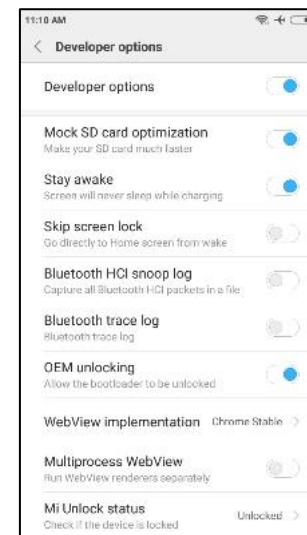 11:10 AM
Developer options
Developer options
Mock SD card optimization
Make your SD card much faster
Stay awake
Screen will never sleep while charging
Skip screen lock
Go directly to Home screen from wake
Bluetooth HCI snoop log
Capture all Bluetooth HCI packets in a file
Bluetooth trace log
Bluetooth trace log
OEM unlocking
Allow the bootloader to be unlocked
WebView implementation Chrome Stable
Multiprocess WebView
Run WebView renderers separately
Mi Unlock status Unlocked
Check if the device is locked